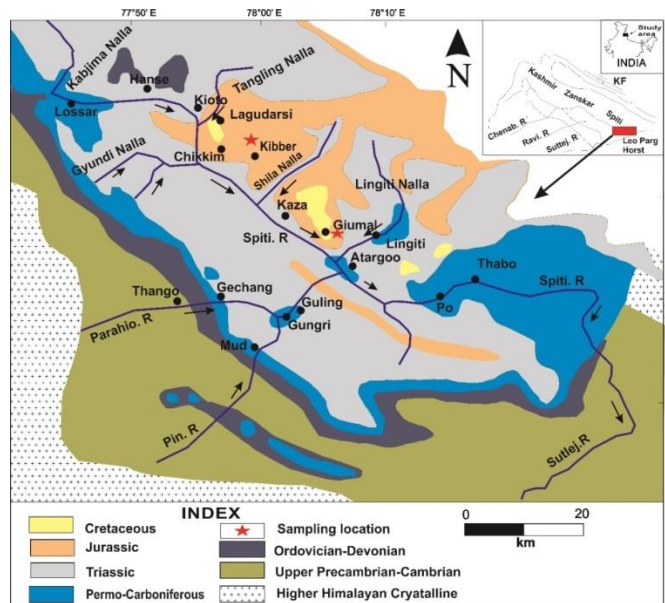 77°50'E
78°00'E
78°10'E
Study
area
INDIA
KF
Kashmir
Zanskar
Spiti
Chenab. R
Ravi. R
Suttej. R
Leo Parg
Horst
N
Kabjima Nalla
Hanse
Tangling Nalla
Lossar
Kioto
Lagudarsi
Gyundi Nalla
Chikkim
Kibber
Shila Nalla
Lingiti Nalla
Kaza
Spiti. R
Giumal
Lingiti
Atargoo
Thabo
Thango
Gechang
Spiti. R
Po
Parahio. R
Guling
Gungri
Mud
Pin. R
Sutlej.R
INDEX
Cretaceous
Sampling location
0 20
km
Jurassic
Ordovician-Devonian
Triassic
Upper Precambrian-Cambrian
Permo-Carboniferous
Higher Himalayan Cryatalline